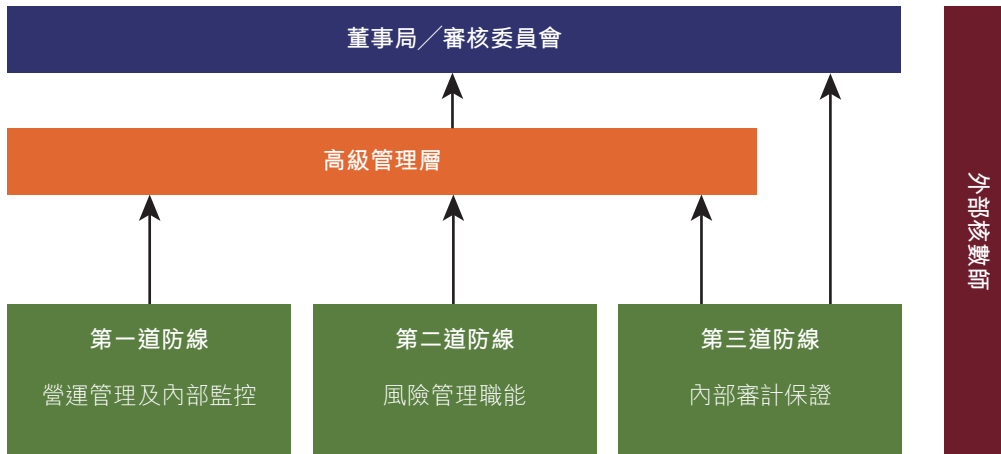 董事局／審核委員會
高級管理層
第一道防線
營運管理及內部監控
第二道防線
風險管理職能
第三道防線
內部審計保證
外部核數師